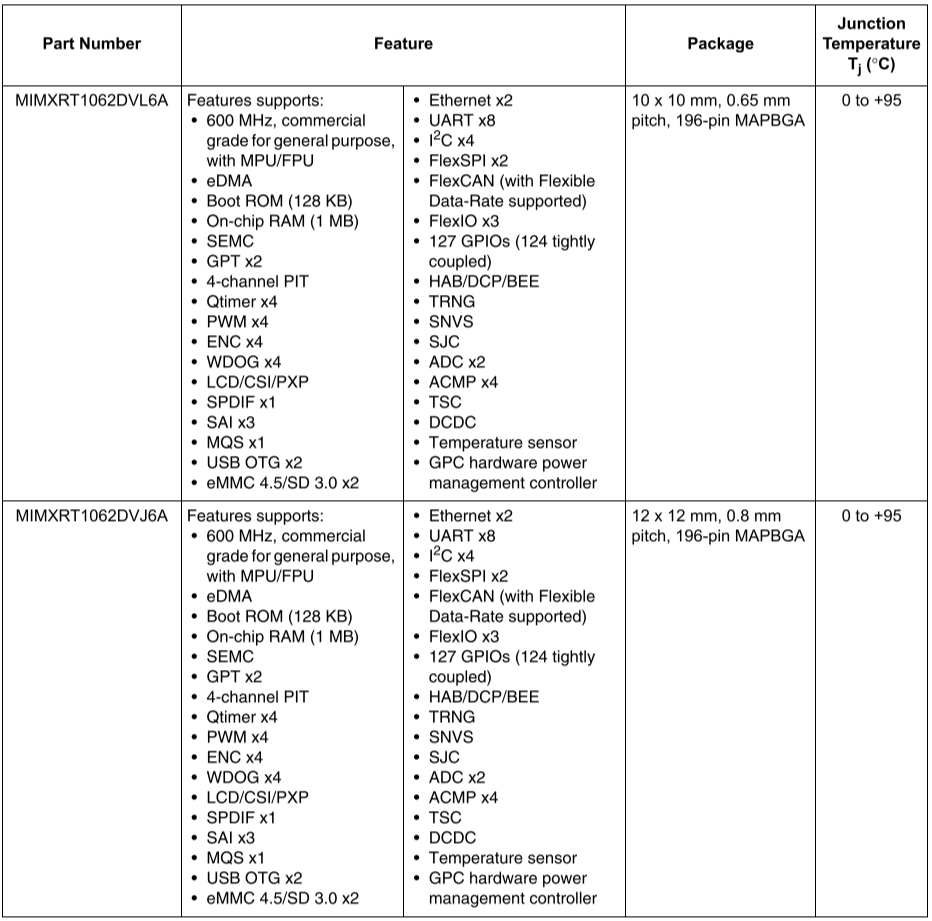 Part Number
Feature
Package
Junction
Temperature
Tj (°C)
MIMXRT1062DVL6A
Features supports:
• 600 MHz, commercial
grade for general purpose,
with MPU/FPU
• eDMA
• Boot ROM (128 KB)
• On-chip RAM (1 MB)
• SEMC
• GPT x2
• 4-channel PIT
• Qtimer x4
• PWM x4
• ENC x4
• WDOG x4
• LCD/CSI/PXP
• SPDIF x1
• SAI x3
• MQS x1
• USB OTG x2
• eMMC 4.5/SD 3.0 x2
• Ethernet x2
• UART x8
• I²C x4
• FlexSPI x2
• FlexCAN (with Flexible
Data-Rate supported)
• FlexIO x3
• 127 GPIOs (124 tightly
coupled)
• HAB/DCP/BEE
• TRNG
• SNVS
• SJC
• ADC x2
• ACMP x4
• TSC
• DCDC
• Temperature sensor
• GPC hardware power
management controller
10 x 10 mm, 0.65 mm
pitch, 196-pin MAPBGA
0 to +95
MIMXRT1062DVJ6A
Features supports:
• 600 MHz, commercial
grade for general purpose,
with MPU/FPU
• eDMA
• Boot ROM (128 KB)
• On-chip RAM (1 MB)
• SEMC
• GPT x2
• 4-channel PIT
• Qtimer x4
• PWM x4
• ENC x4
• WDOG x4
• LCD/CSI/PXP
• SPDIF x1
• SAI x3
• MQS x1
• USB OTG x2
• eMMC 4.5/SD 3.0 x2
• Ethernet x2
• UART x8
• I²C x4
• FlexSPI x2
• FlexCAN (with Flexible
Data-Rate supported)
• FlexIO x3
• 127 GPIOs (124 tightly
coupled)
• HAB/DCP/BEE
• TRNG
• SNVS
• SJC
• ADC x2
• ACMP x4
• TSC
• DCDC
• Temperature sensor
• GPC hardware power
management controller
12 x 12 mm, 0.8 mm
pitch, 196-pin MAPBGA
0 to +95